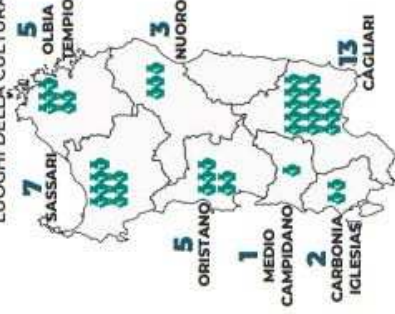 LUOGHI DELLA CULTURA
5
OLBIA
TEMPIO
7
SASSARI
3
NUORO
5
ORISTANO
1
MEDIO
CAMPIDANO
2
CARBONIA
IGLESIAS
13
CAGLIARI